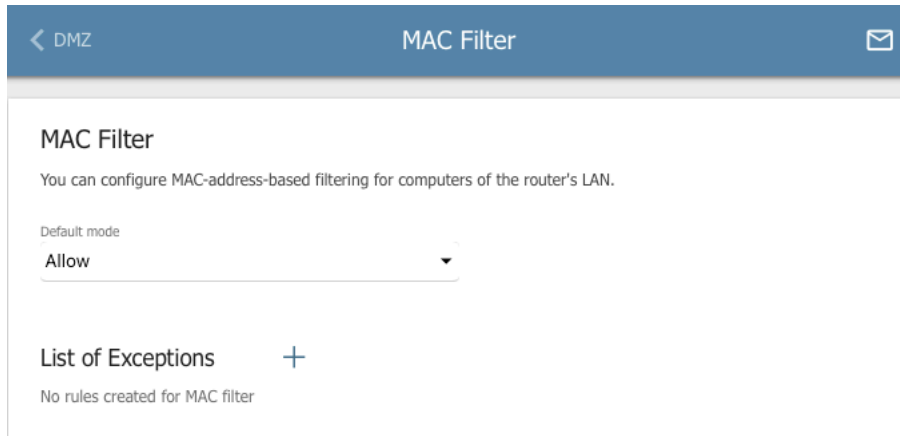 DMZ
MAC Filter
MAC Filter
You can configure MAC-address-based filtering for computers of the router's LAN.
Default mode
Allow
List of Exceptions
No rules created for MAC filter